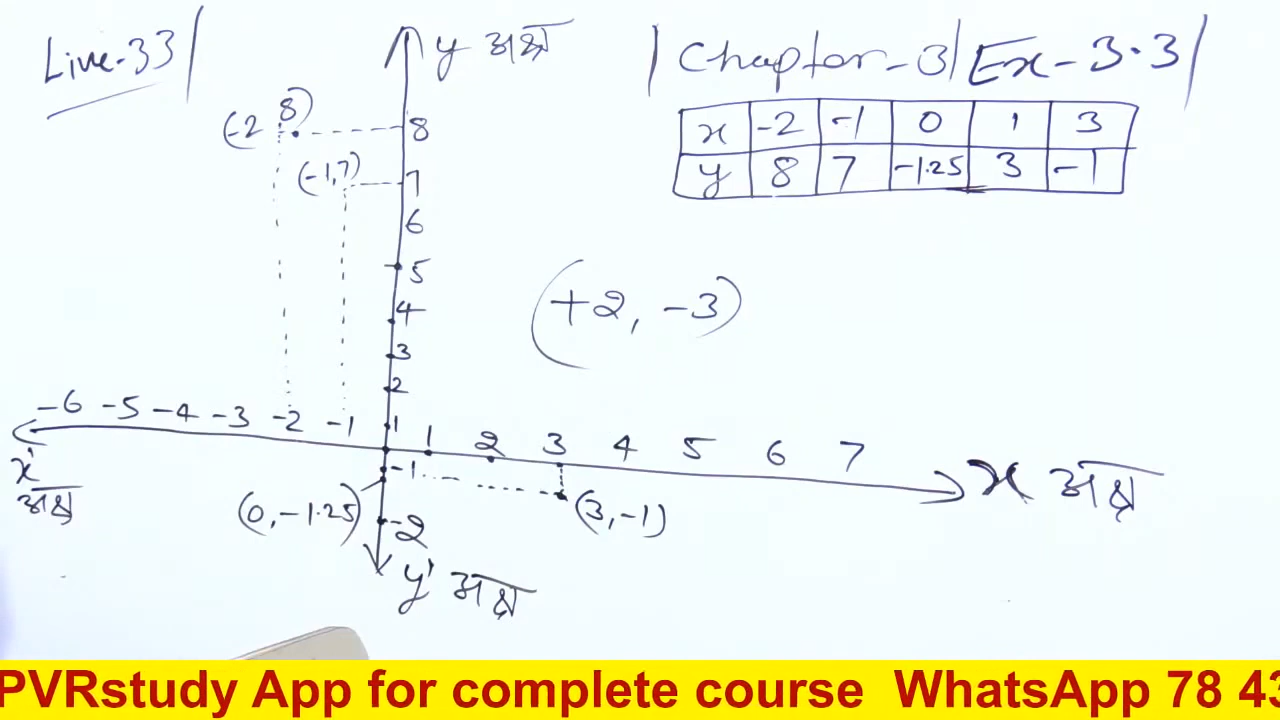 Live-33
y अक्ष
Chapter-3 Ex-3.3
x -2 -1 0 1 3
y 8 7 -1.25 3 -1
(-2 8)
8
(-1,7)
7
6
5
(+2, -3)
4
3
2
1
-6 -5 -4 -3 -2 -1 1 2 3 4 5 6 7
x' अक्ष
x अक्ष
-1
(0, -1.25)
(3, -1)
-2
y' अक्ष
PVRstudy App for complete course WhatsApp 78 43